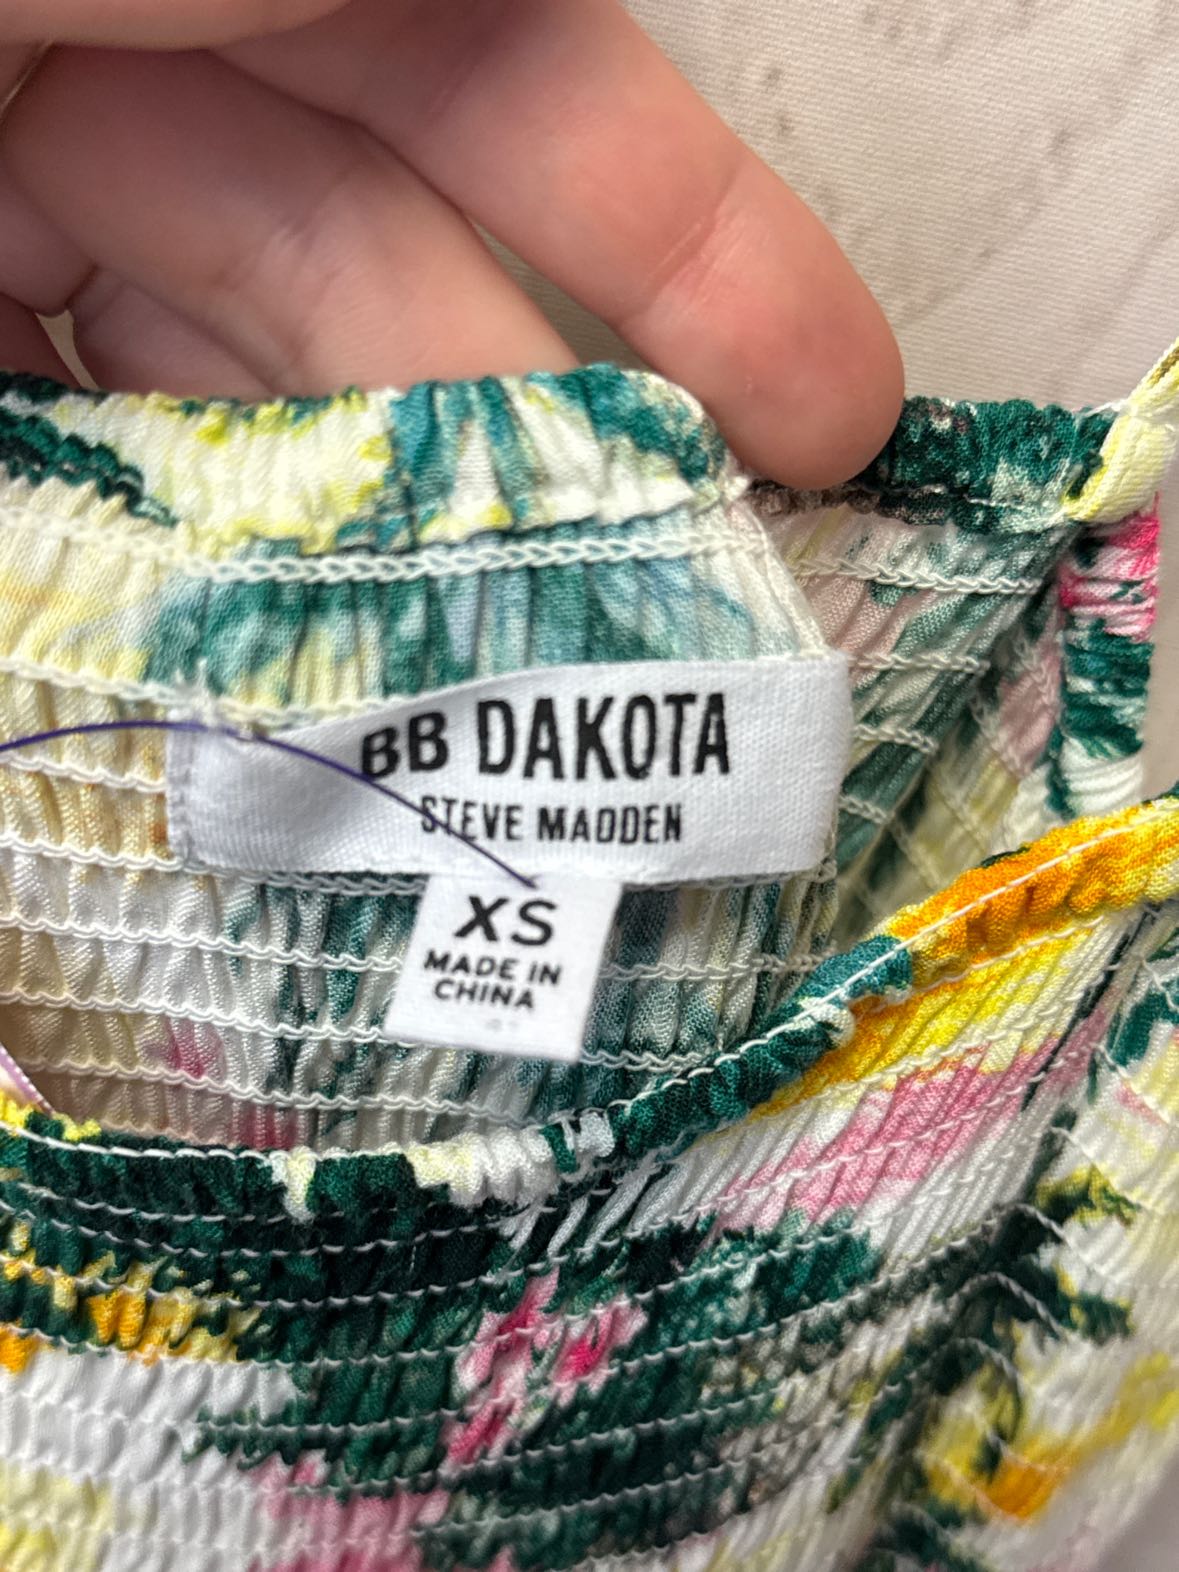 BB DAKOTA
STEVE MADDEN
XS
MADE IN
CHINA